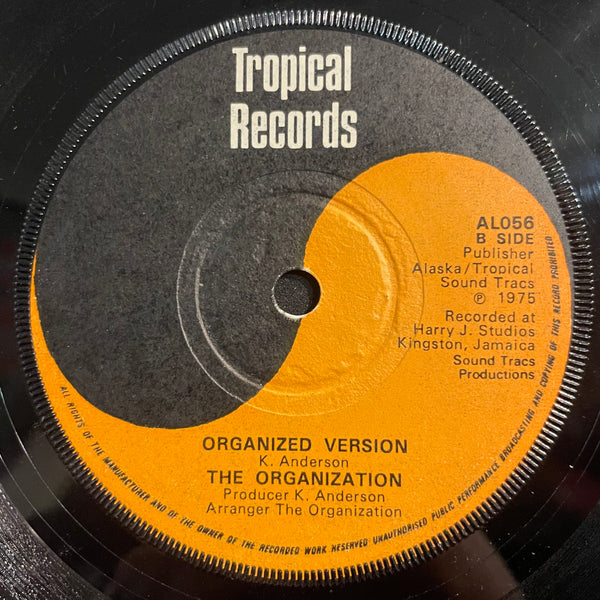 Tropical
Records
AL056
B SIDE
Publisher
Alaska/Tropical
Sound Tracs
℗ 1975
Recorded at
Harry J. Studios
Kingston, Jamaica
Sound Tracs
Productions
ORGANIZED VERSION
K. Anderson
THE ORGANIZATION
Producer K. Anderson
Arranger The Organization
ALL RIGHTS OF THE MANUFACTURER AND OF THE OWNER OF THE RECORDED WORK RESERVED UNAUTHORISED PUBLIC PERFORMANCE BROADCASTING AND COPYING OF THIS RECORD PROHIBITED